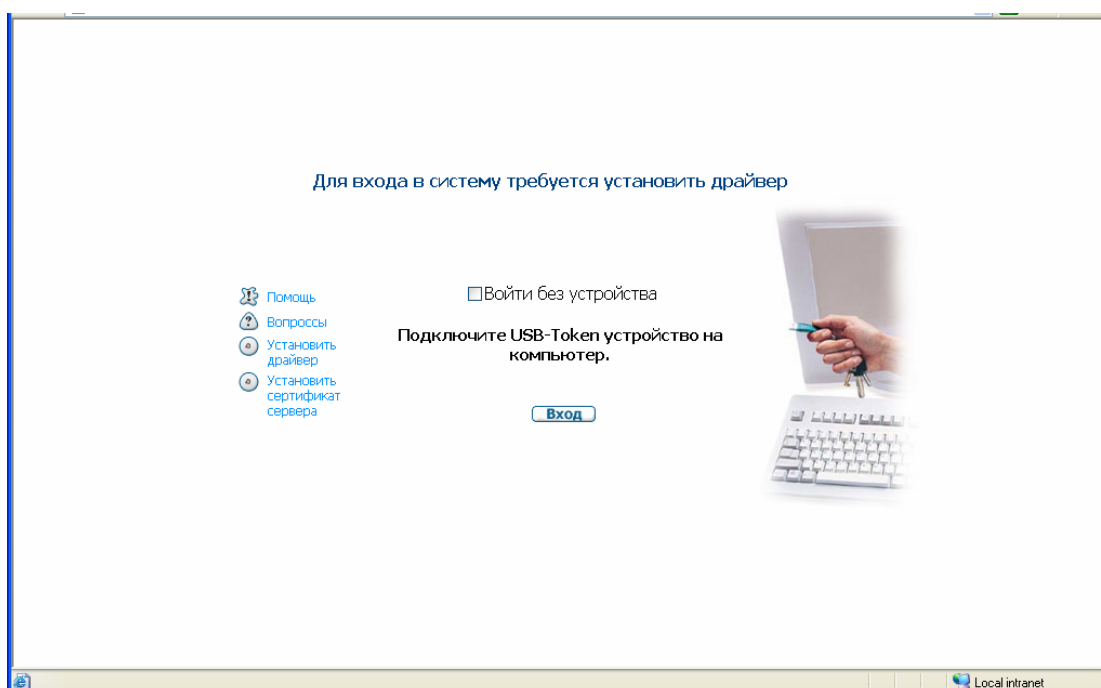 Для входа в систему требуется установить драйвер
Войти без устройства
Помощь
Вопроссы
Установить
драйвер
Установить
сертификат
сервера
Подключите USB-Token устройство на
компьютер.
Вход
Local intranet